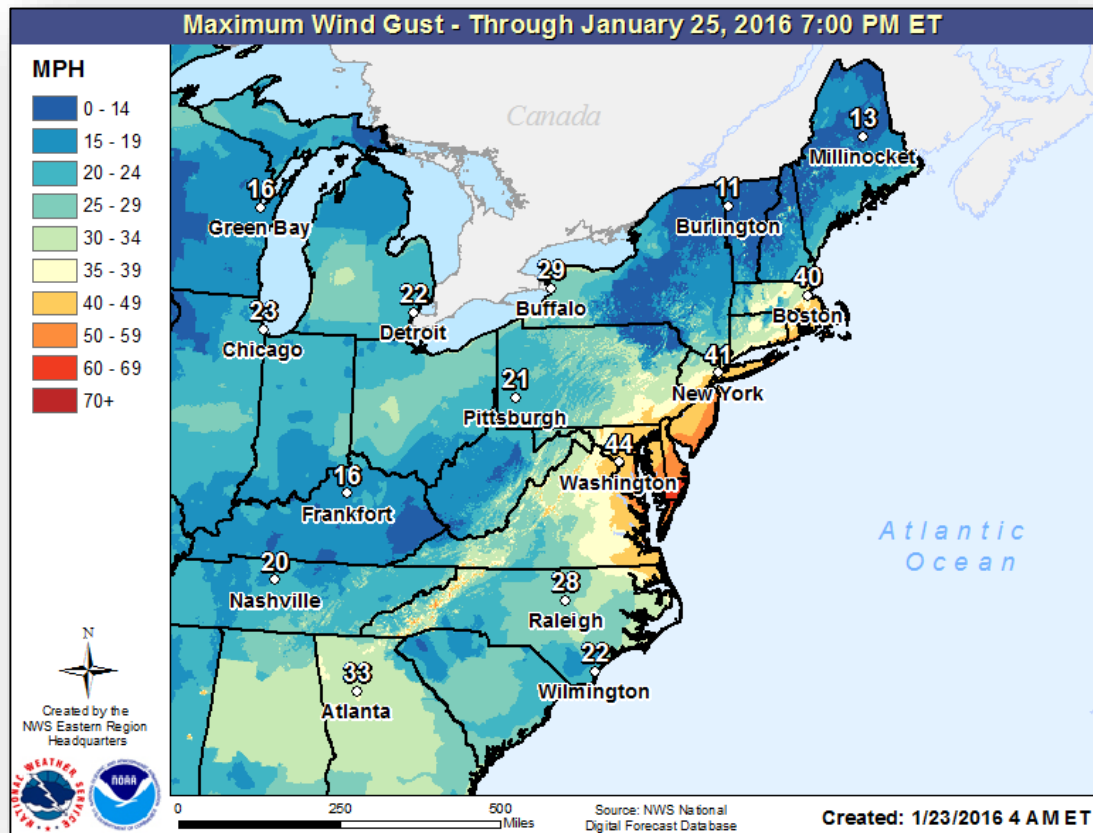 Maximum Wind Gust - Through January 25, 2016 7:00 PM ET
MPH
0 - 14
15 - 19
20 - 24
25 - 29
30 - 34
35 - 39
40 - 49
50 - 59
60 - 69
70+
Canada
13
Millinocket
11
Burlington
16
Green Bay
29
Buffalo
40
Boston
22
Detroit
23
Chicago
41
New York
21
Pittsburgh
44
Washington
16
Frankfort
Atlantic
Ocean
20
Nashville
28
Raleigh
22
Wilmington
33
Atlanta
N
Created by the
NWS Eastern Region
Headquarters
NATIONAL WEATHER SERVICE
NOAA
0 250 500
Miles
Source: NWS National
Digital Forecast Database
Created: 1/23/2016 4 AM ET